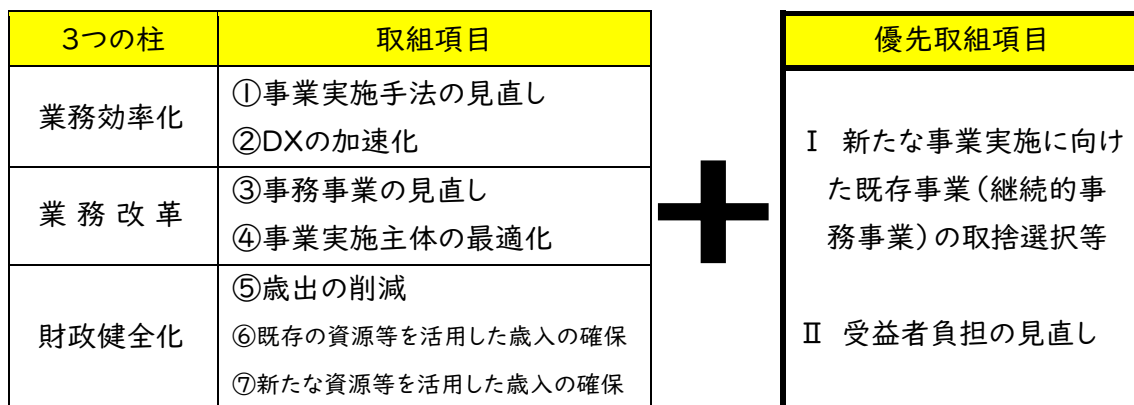 3つの柱
取組項目
業務効率化
①事業実施手法の見直し
②DXの加速化
業務改革
③事務事業の見直し
④事業実施主体の最適化
財政健全化
⑤歳出の削減
⑥既存の資源等を活用した歳入の確保
⑦新たな資源等を活用した歳入の確保
優先取組項目
Ⅰ 新たな事業実施に向け
た既存事業(継続的事
務事業)の取捨選択等
Ⅱ 受益者負担の見直し